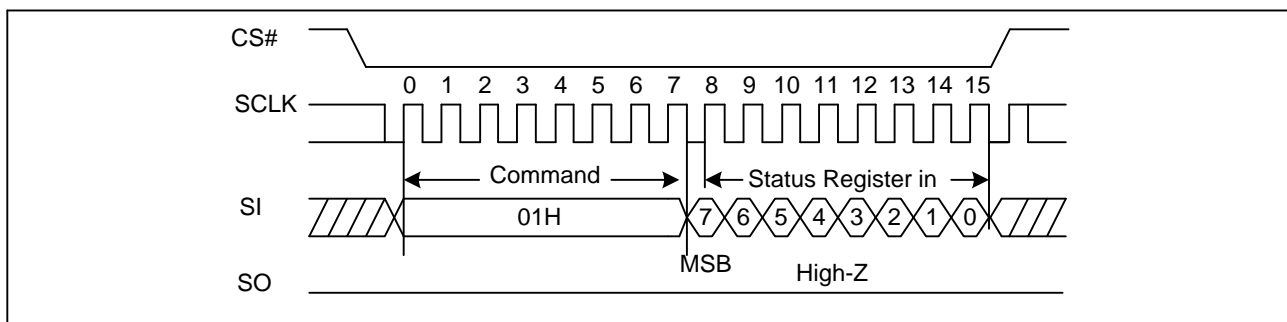 CS#
0 1 2 3 4 5 6 7 8 9 10 11 12 13 14 15
SCLK
Command Status Register in
SI 01H 7 6 5 4 3 2 1 0
MSB High-Z
SO